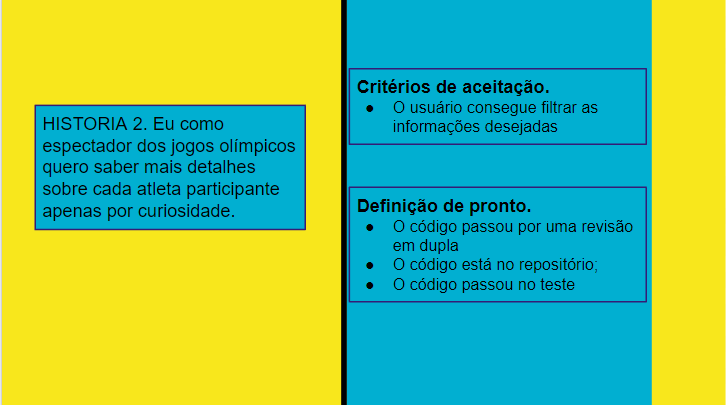 HISTORIA 2. Eu como
espectador dos jogos olímpicos
quero saber mais detalhes
sobre cada atleta participante
apenas por curiosidade.
Critérios de aceitação.
● O usuário consegue filtrar as
informações desejadas
Definição de pronto.
● O código passou por uma revisão
em dupla
● O código está no repositório;
● O código passou no teste